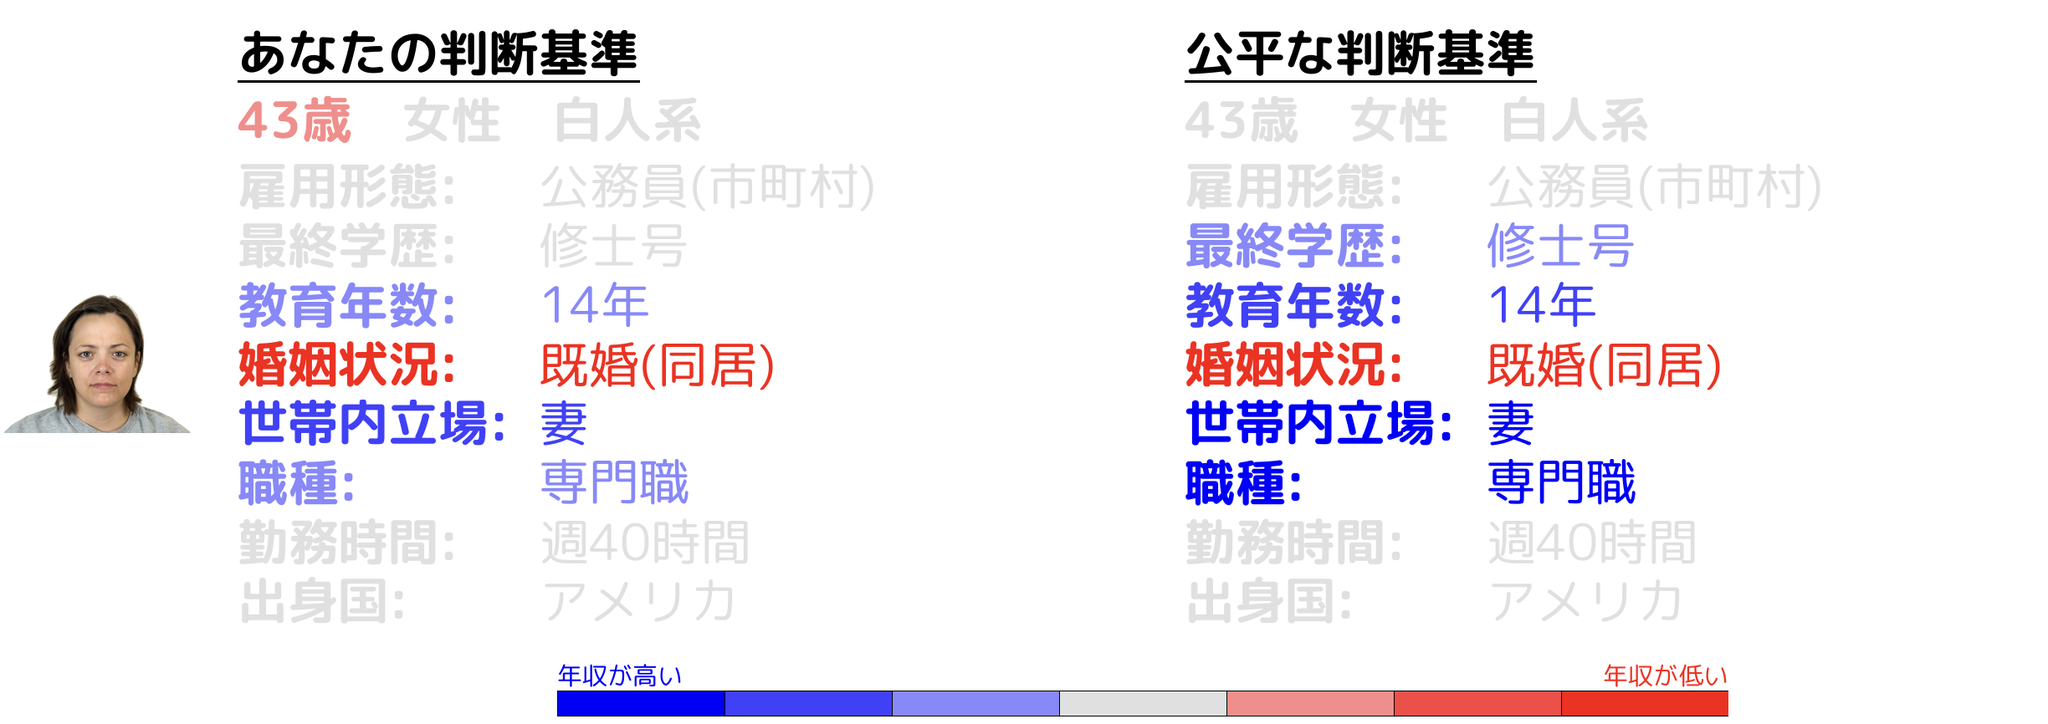 あなたの判断基準
43歳 女性 白人系
雇用形態: 公務員(市町村)
最終学歴: 修士号
教育年数: 14年
婚姻状況: 既婚(同居)
世帯内立場: 妻
職種: 専門職
勤務時間: 週40時間
出身国: アメリカ
公平な判断基準
43歳 女性 白人系
雇用形態: 公務員(市町村)
最終学歴: 修士号
教育年数: 14年
婚姻状況: 既婚(同居)
世帯内立場: 妻
職種: 専門職
勤務時間: 週40時間
出身国: アメリカ
年収が高い
年収が低い